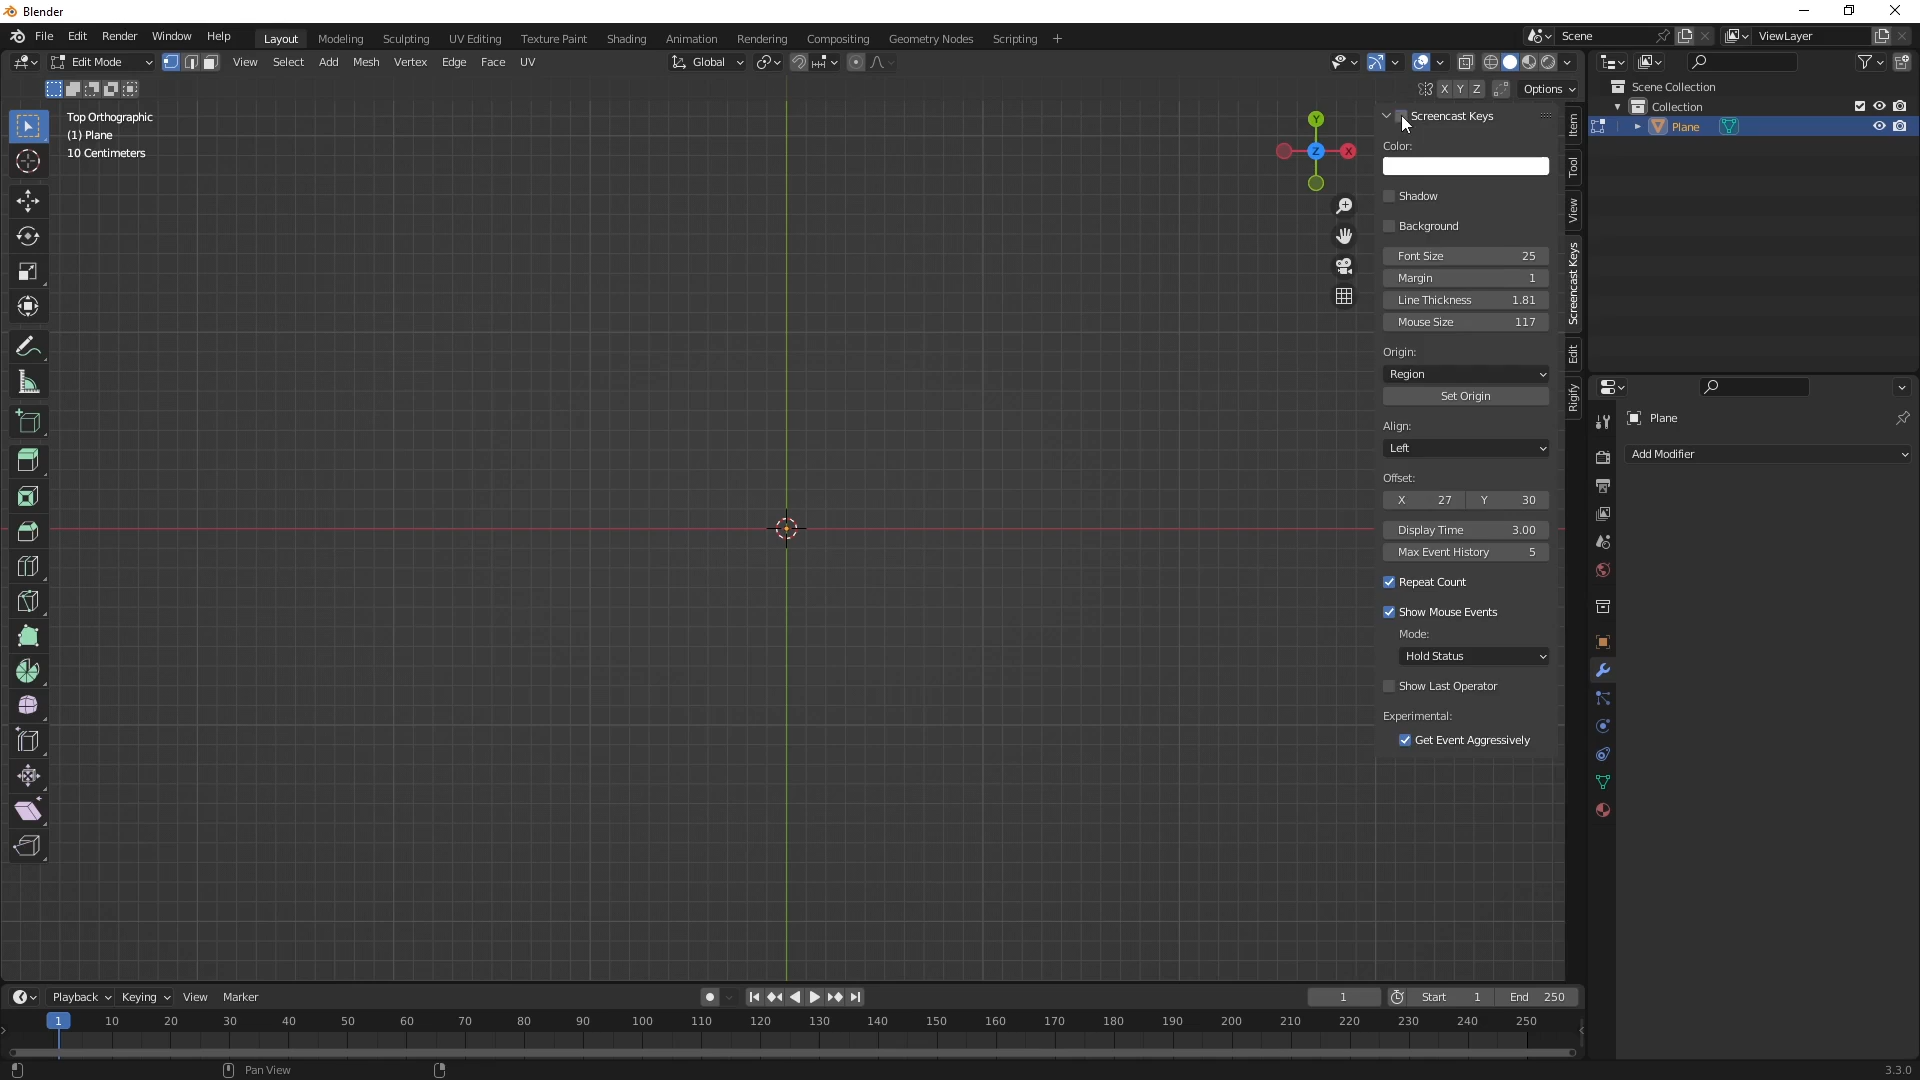 Blender
File Edit Render Window Help
Layout Modeling Sculpting UV Editing Texture Paint Shading Animation Rendering Compositing Geometry Nodes Scripting +
Scene
ViewLayer
Edit Mode
View Select Add Mesh Vertex Edge Face UV
Global
X Y Z
Options
Top Orthographic
(1) Plane
10 Centimeters
Y
Z
X
Screencast Keys
Color:
Shadow
Background
Font Size 25
Margin 1
Line Thickness 1.81
Mouse Size 117
Origin:
Region
Set Origin
Align:
Left
Offset:
X 27 Y 30
Display Time 3.00
Max Event History 5
Repeat Count
Show Mouse Events
Mode:
Hold Status
Show Last Operator
Experimental:
Get Event Aggressively
Item
Tool
View
Screencast Keys
Edit
Rigify
Scene Collection
Collection
Plane
Plane
Add Modifier
Playback Keying View Marker
1
Start 1
End 250
1 10 20 30 40 50 60 70 80 90 100 110 120 130 140 150 160 170 180 190 200 210 220 230 240 250
Pan View
3.3.0